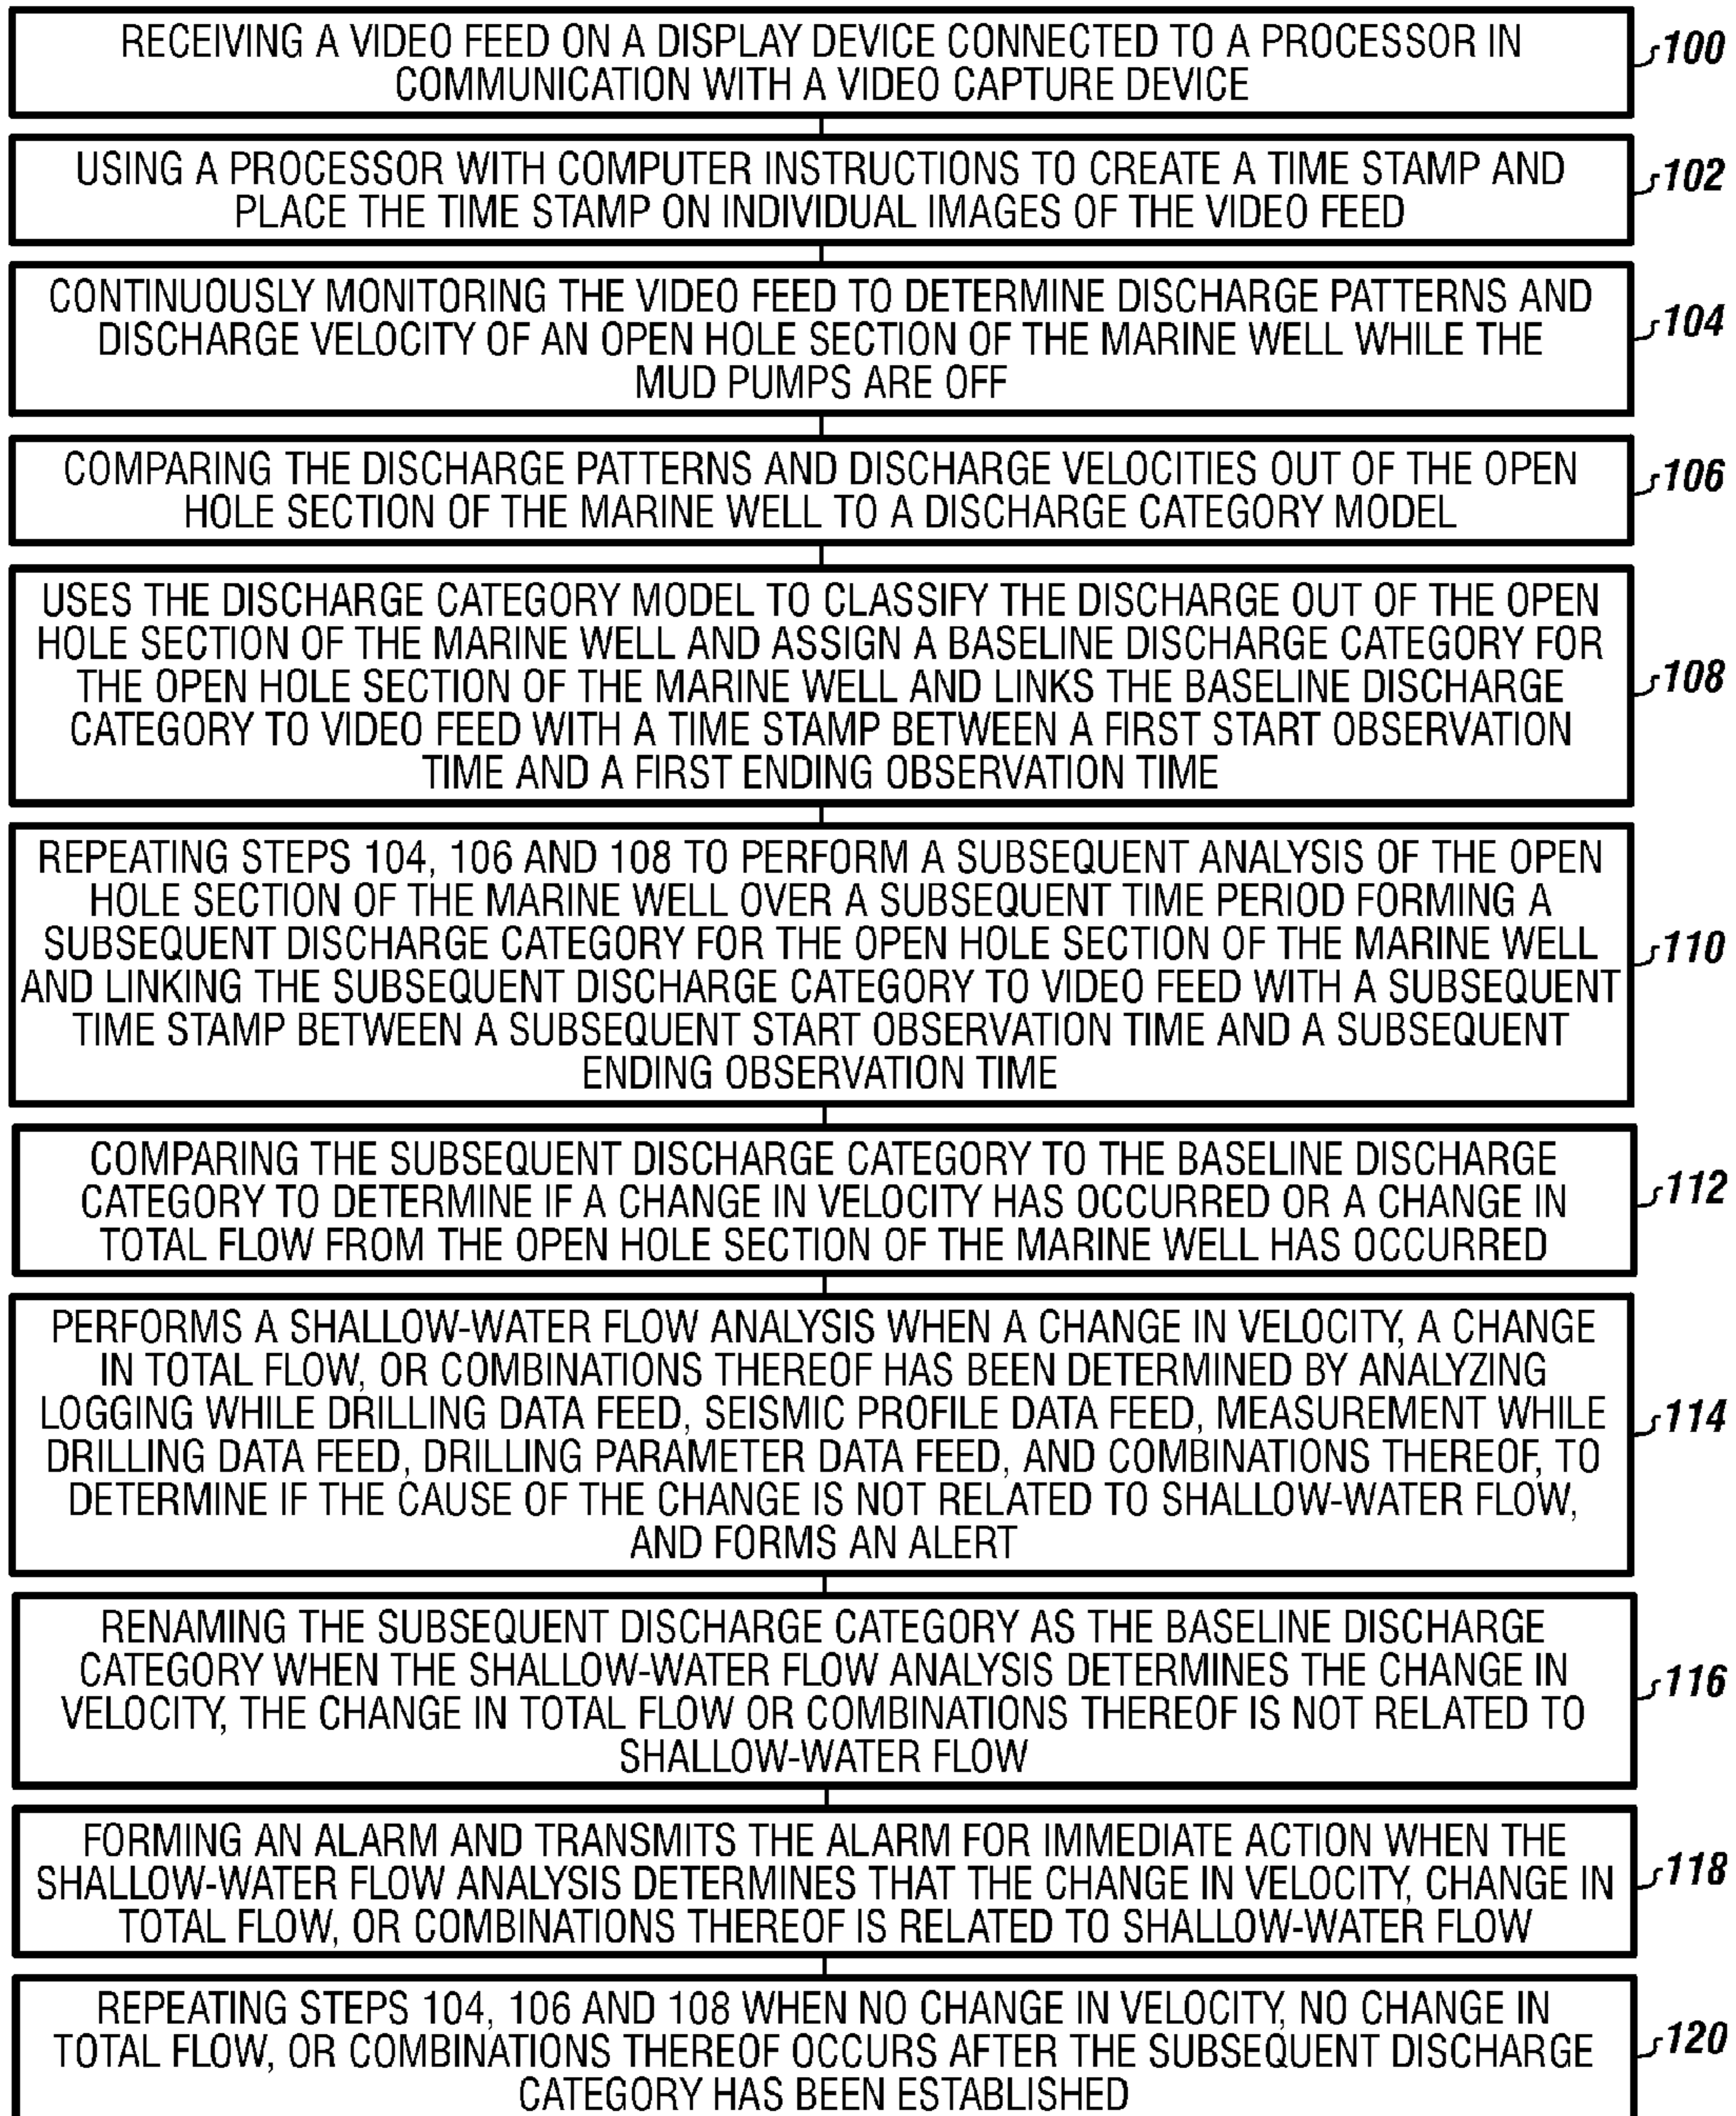 RECEIVING A VIDEO FEED ON A DISPLAY DEVICE CONNECTED TO A PROCESSOR IN
COMMUNICATION WITH A VIDEO CAPTURE DEVICE
100
USING A PROCESSOR WITH COMPUTER INSTRUCTIONS TO CREATE A TIME STAMP AND
PLACE THE TIME STAMP ON INDIVIDUAL IMAGES OF THE VIDEO FEED
102
CONTINUOUSLY MONITORING THE VIDEO FEED TO DETERMINE DISCHARGE PATTERNS AND
DISCHARGE VELOCITY OF AN OPEN HOLE SECTION OF THE MARINE WELL WHILE THE
MUD PUMPS ARE OFF
104
COMPARING THE DISCHARGE PATTERNS AND DISCHARGE VELOCITIES OUT OF THE OPEN
HOLE SECTION OF THE MARINE WELL TO A DISCHARGE CATEGORY MODEL
106
USES THE DISCHARGE CATEGORY MODEL TO CLASSIFY THE DISCHARGE OUT OF THE OPEN
HOLE SECTION OF THE MARINE WELL AND ASSIGN A BASELINE DISCHARGE CATEGORY FOR
THE OPEN HOLE SECTION OF THE MARINE WELL AND LINKS THE BASELINE DISCHARGE
CATEGORY TO VIDEO FEED WITH A TIME STAMP BETWEEN A FIRST START OBSERVATION
TIME AND A FIRST ENDING OBSERVATION TIME
108
REPEATING STEPS 104, 106 AND 108 TO PERFORM A SUBSEQUENT ANALYSIS OF THE OPEN
HOLE SECTION OF THE MARINE WELL OVER A SUBSEQUENT TIME PERIOD FORMING A
SUBSEQUENT DISCHARGE CATEGORY FOR THE OPEN HOLE SECTION OF THE MARINE WELL
AND LINKING THE SUBSEQUENT DISCHARGE CATEGORY TO VIDEO FEED WITH A SUBSEQUENT
TIME STAMP BETWEEN A SUBSEQUENT START OBSERVATION TIME AND A SUBSEQUENT
ENDING OBSERVATION TIME
110
COMPARING THE SUBSEQUENT DISCHARGE CATEGORY TO THE BASELINE DISCHARGE
CATEGORY TO DETERMINE IF A CHANGE IN VELOCITY HAS OCCURRED OR A CHANGE IN
TOTAL FLOW FROM THE OPEN HOLE SECTION OF THE MARINE WELL HAS OCCURRED
112
PERFORMS A SHALLOW-WATER FLOW ANALYSIS WHEN A CHANGE IN VELOCITY, A CHANGE
IN TOTAL FLOW, OR COMBINATIONS THEREOF HAS BEEN DETERMINED BY ANALYZING
LOGGING WHILE DRILLING DATA FEED, SEISMIC PROFILE DATA FEED, MEASUREMENT WHILE
DRILLING DATA FEED, DRILLING PARAMETER DATA FEED, AND COMBINATIONS THEREOF, TO
DETERMINE IF THE CAUSE OF THE CHANGE IS NOT RELATED TO SHALLOW-WATER FLOW,
AND FORMS AN ALERT
114
RENAMING THE SUBSEQUENT DISCHARGE CATEGORY AS THE BASELINE DISCHARGE
CATEGORY WHEN THE SHALLOW-WATER FLOW ANALYSIS DETERMINES THE CHANGE IN
VELOCITY, THE CHANGE IN TOTAL FLOW OR COMBINATIONS THEREOF IS NOT RELATED TO
SHALLOW-WATER FLOW
116
FORMING AN ALARM AND TRANSMITS THE ALARM FOR IMMEDIATE ACTION WHEN THE
SHALLOW-WATER FLOW ANALYSIS DETERMINES THAT THE CHANGE IN VELOCITY, CHANGE IN
TOTAL FLOW, OR COMBINATIONS THEREOF IS RELATED TO SHALLOW-WATER FLOW
118
REPEATING STEPS 104, 106 AND 108 WHEN NO CHANGE IN VELOCITY, NO CHANGE IN
TOTAL FLOW, OR COMBINATIONS THEREOF OCCURS AFTER THE SUBSEQUENT DISCHARGE
CATEGORY HAS BEEN ESTABLISHED
120